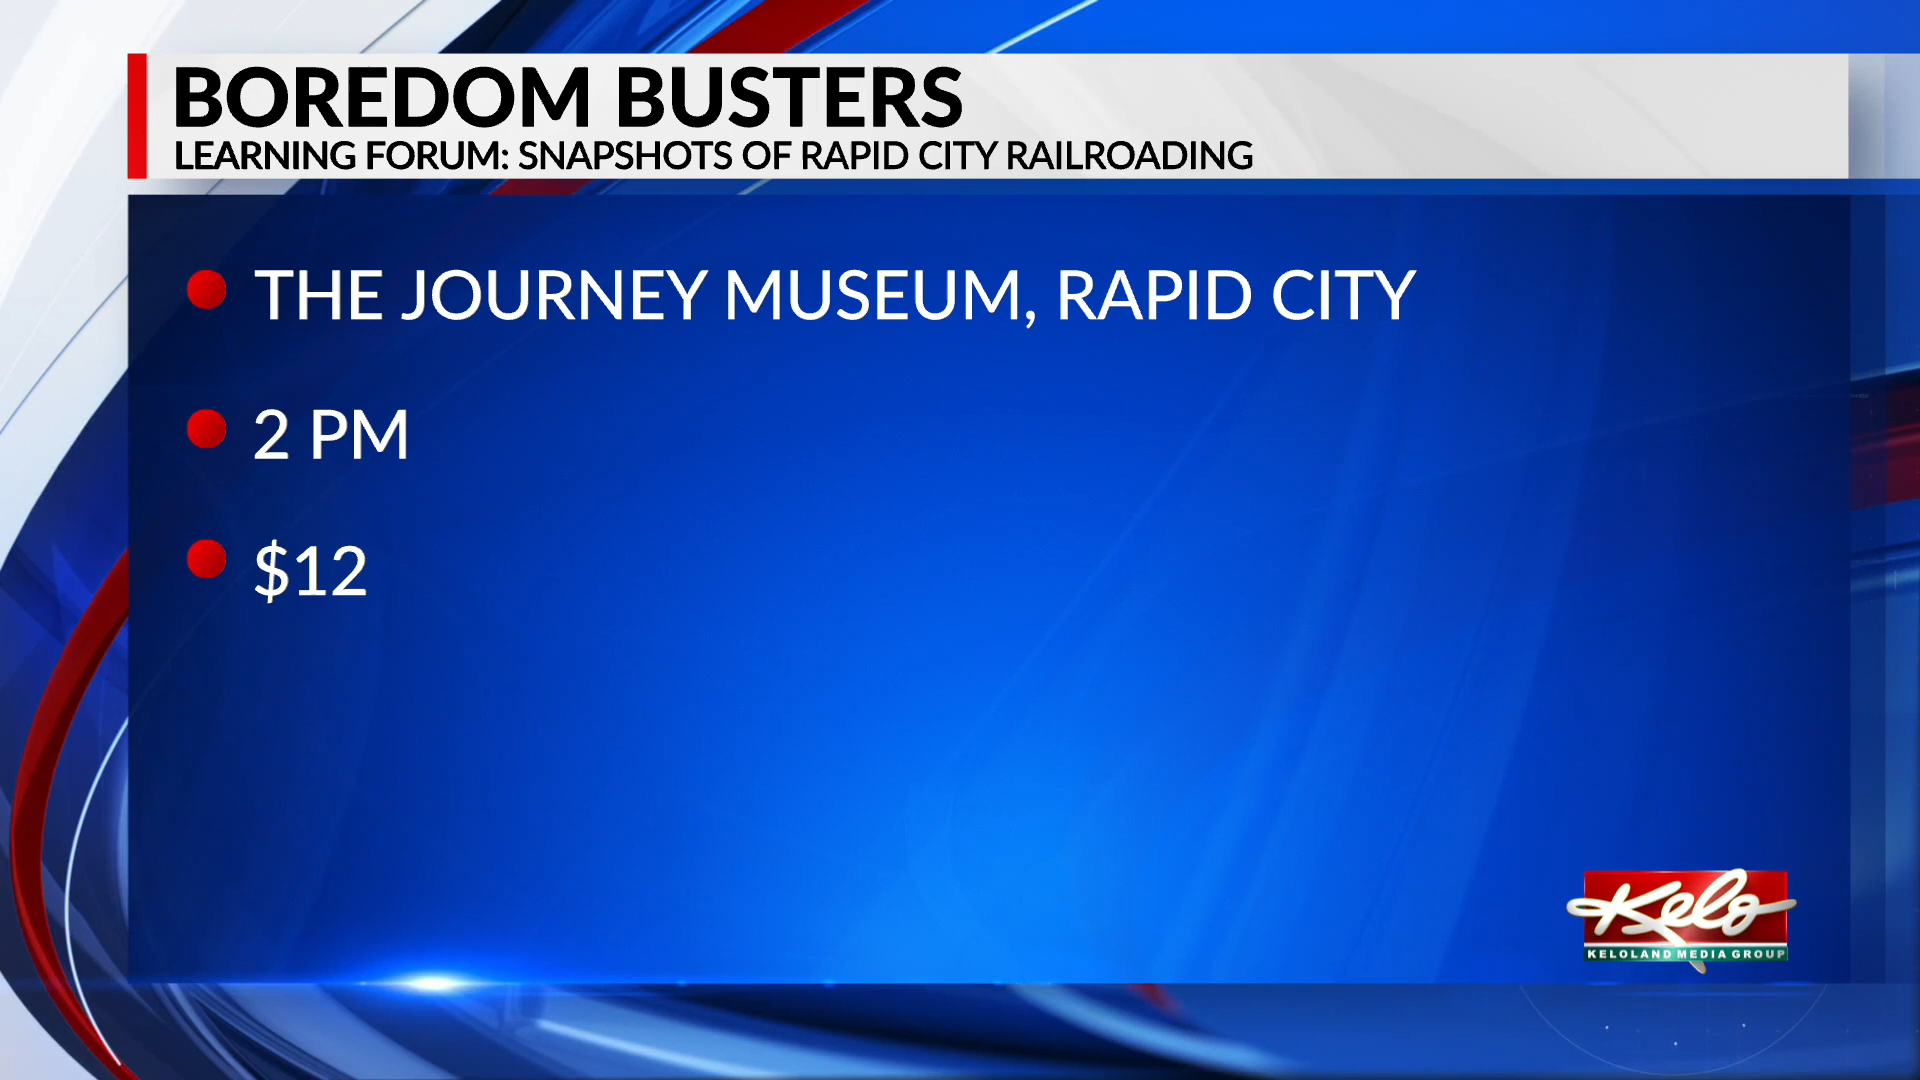 BOREDOM BUSTERS
LEARNING FORUM: SNAPSHOTS OF RAPID CITY RAILROADING
THE JOURNEY MUSEUM, RAPID CITY
2 PM
$12
Kelo
KELOLAND MEDIA GROUP